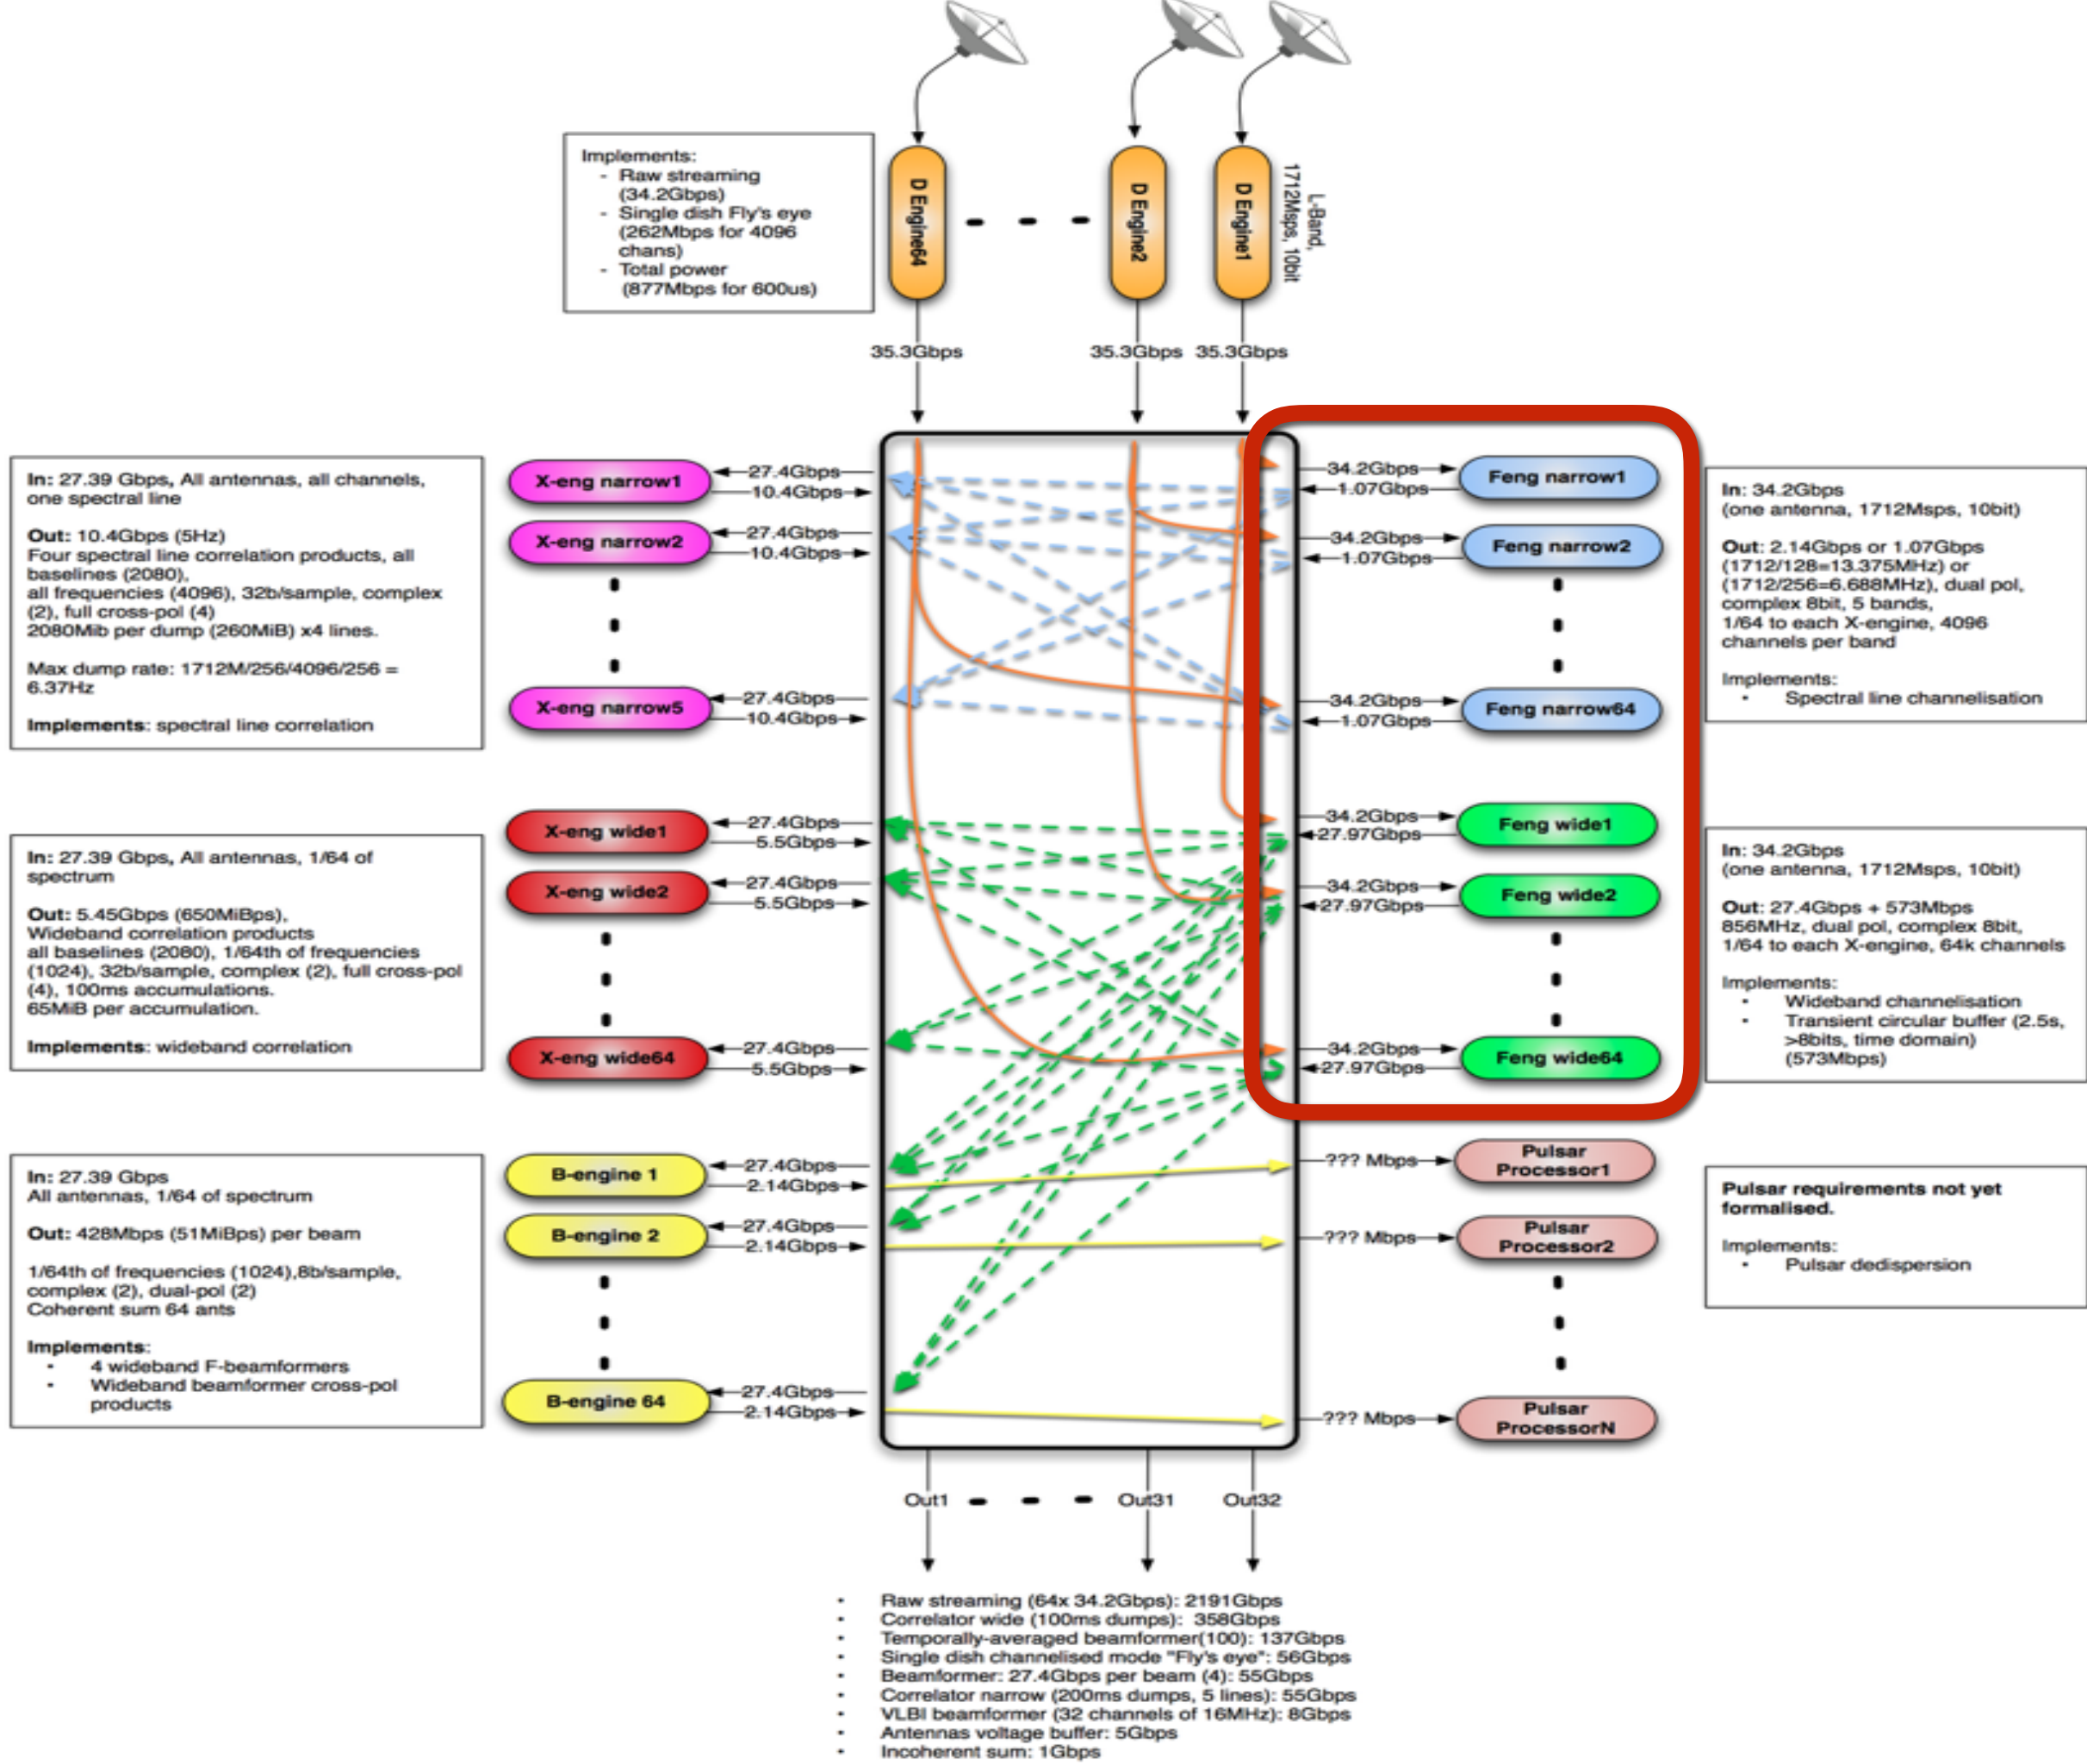 Implements:
- Raw streaming
(34.2Gbps)
- Single dish Fly's eye
(262Mbps for 4096
chans)
- Total power
(877Mbps for 600us)
D Engine64
D Engine2
D Engine1
L-Band,
1712Msps, 10bit
35.3Gbps
35.3Gbps
35.3Gbps
In: 27.39 Gbps, All antennas, all channels,
one spectral line
Out: 10.4Gbps (5Hz)
Four spectral line correlation products, all
baselines (2080),
all frequencies (4096), 32b/sample, complex
(2), full cross-pol (4)
2080Mib per dump (260MiB) x4 lines.
Max dump rate: 1712M/256/4096/256 =
6.37Hz
Implements: spectral line correlation
X-eng narrow1
27.4Gbps
10.4Gbps
X-eng narrow2
27.4Gbps
10.4Gbps
X-eng narrow5
27.4Gbps
10.4Gbps
34.2Gbps
1.07Gbps
Feng narrow1
34.2Gbps
1.07Gbps
Feng narrow2
34.2Gbps
1.07Gbps
Feng narrow64
In: 34.2Gbps
(one antenna, 1712Msps, 10bit)
Out: 2.14Gbps or 1.07Gbps
(1712/128=13.375MHz) or
(1712/256=6.688MHz), dual pol,
complex 8bit, 5 bands,
1/64 to each X-engine, 4096
channels per band
Implements:
• Spectral line channelisation
In: 27.39 Gbps, All antennas, 1/64 of
spectrum
Out: 5.45Gbps (650MiBps),
Wideband correlation products
all baselines (2080), 1/64th of frequencies
(1024), 32b/sample, complex (2), full cross-pol
(4), 100ms accumulations.
65MiB per accumulation.
Implements: wideband correlation
X-eng wide1
27.4Gbps
5.5Gbps
X-eng wide2
27.4Gbps
5.5Gbps
X-eng wide64
27.4Gbps
5.5Gbps
34.2Gbps
27.97Gbps
Feng wide1
34.2Gbps
27.97Gbps
Feng wide2
34.2Gbps
27.97Gbps
Feng wide64
In: 34.2Gbps
(one antenna, 1712Msps, 10bit)
Out: 27.4Gbps + 573Mbps
856MHz, dual pol, complex 8bit,
1/64 to each X-engine, 64k channels
Implements:
• Wideband channelisation
• Transient circular buffer (2.5s,
>8bits, time domain)
(573Mbps)
In: 27.39 Gbps
All antennas, 1/64 of spectrum
Out: 428Mbps (51MiBps) per beam
1/64th of frequencies (1024),8b/sample,
complex (2), dual-pol (2)
Coherent sum 64 ants
Implements:
• 4 wideband F-beamformers
• Wideband beamformer cross-pol
products
B-engine 1
27.4Gbps
2.14Gbps
B-engine 2
27.4Gbps
2.14Gbps
B-engine 64
27.4Gbps
2.14Gbps
??? Mbps
Pulsar
Processor1
??? Mbps
Pulsar
Processor2
??? Mbps
Pulsar
ProcessorN
Pulsar requirements not yet
formalised.
Implements:
• Pulsar dedispersion
Out1
Out31
Out32
• Raw streaming (64x 34.2Gbps): 2191Gbps
• Correlator wide (100ms dumps): 358Gbps
• Temporally-averaged beamformer(100): 137Gbps
• Single dish channelised mode "Fly's eye": 56Gbps
• Beamformer: 27.4Gbps per beam (4): 55Gbps
• Correlator narrow (200ms dumps, 5 lines): 55Gbps
• VLBI beamformer (32 channels of 16MHz): 8Gbps
• Antennas voltage buffer: 5Gbps
• Incoherent sum: 1Gbps